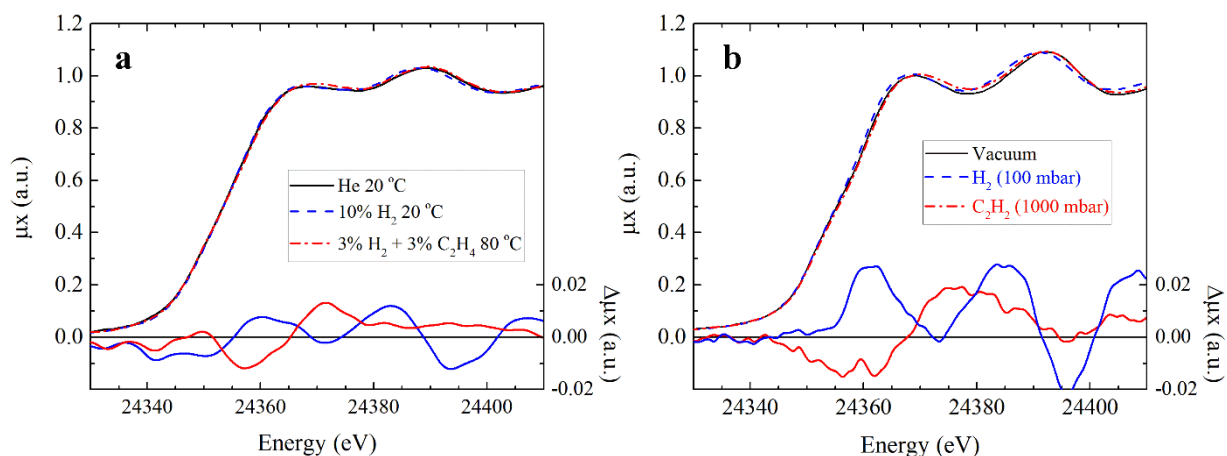 a
1.2
1.0
0.8
0.6
0.4
0.2
0.0
μx (a.u.)
He 20 °C
10% H₂ 20 °C
3% H₂ + 3% C₂H₄ 80 °C
0.02
0.00
-0.02
Δμx (a.u.)
24340 24360 24380 24400
Energy (eV)
b
1.2
1.0
0.8
0.6
0.4
0.2
0.0
μx (a.u.)
Vacuum
H₂ (100 mbar)
C₂H₂ (1000 mbar)
0.02
0.00
-0.02
Δμx (a.u.)
24340 24360 24380 24400
Energy (eV)